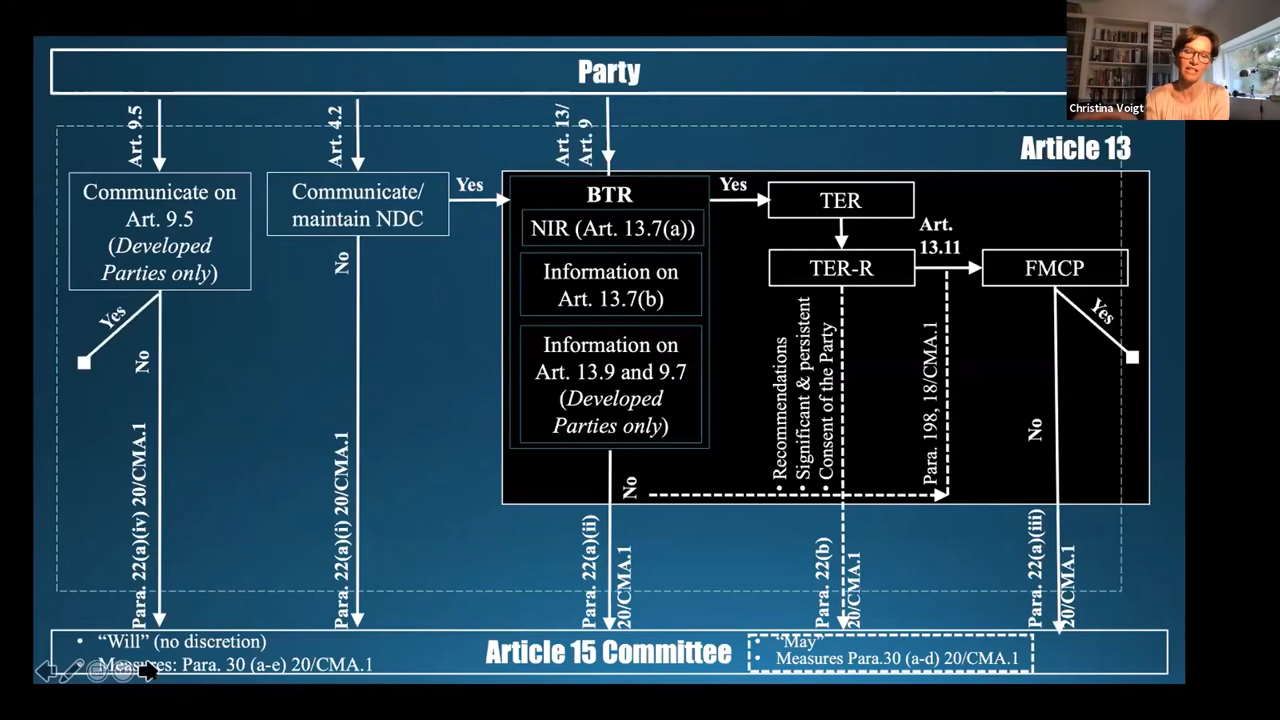 Party
Christina Voigt
Art. 9.5
Art. 4.2
Art. 13/
Art. 9
Article 13
Communicate on
Art. 9.5
(Developed
Parties only)
Communicate/
maintain NDC
Yes
BTR
NIR (Art. 13.7(a))
Information on
Art. 13.7(b)
Information on
Art. 13.9 and 9.7
(Developed
Parties only)
Yes
TER
TER-R
Art.
13.11
FMCP
Yes
No
No
No
• Recommendations
• Significant & persistent
• Consent of the Party
Para. 198, 18/CMA.1
No
Yes
Para. 22(a)(iv) 20/CMA.1
Para. 22(a)(i) 20/CMA.1
Para. 22(a)(ii)
20/CMA.1
Para. 22(b)
20/CMA.1
Para. 22(a)(iii)
20/CMA.1
• “Will” (no discretion)
Measures: Para. 30 (a-e) 20/CMA.1
Article 15 Committee
• “May”
• Measures Para.30 (a-d) 20/CMA.1